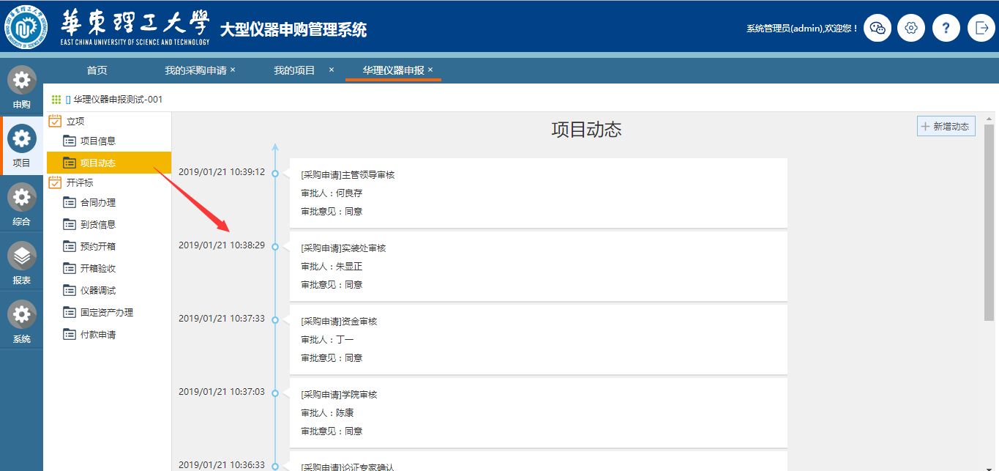 華東理工大學
EAST CHINA UNIVERSITY OF SCIENCE AND TECHNOLOGY
大型仪器申购管理系统
系统管理员(admin),欢迎您！
首页
我的采购申请 ×
我的项目 ×
华理仪器申报 ×
申购
项目
综合
报表
系统
[] 华理仪器申报测试-001
立项
项目信息
项目动态
开评标
合同办理
到货信息
预约开箱
开箱验收
仪器调试
固定资产办理
付款申请
项目动态
新增动态
2019/01/21 10:39:12
[采购申请]主管领导审核
审批人：何良存
审批意见：同意
2019/01/21 10:38:29
[采购申请]实装处审核
审批人：朱显正
审批意见：同意
2019/01/21 10:37:33
[采购申请]资金审核
审批人：丁一
审批意见：同意
2019/01/21 10:37:03
[采购申请]学院审核
审批人：陈康
审批意见：同意
2019/01/21 10:36:33
[采购申请]论证专家确认